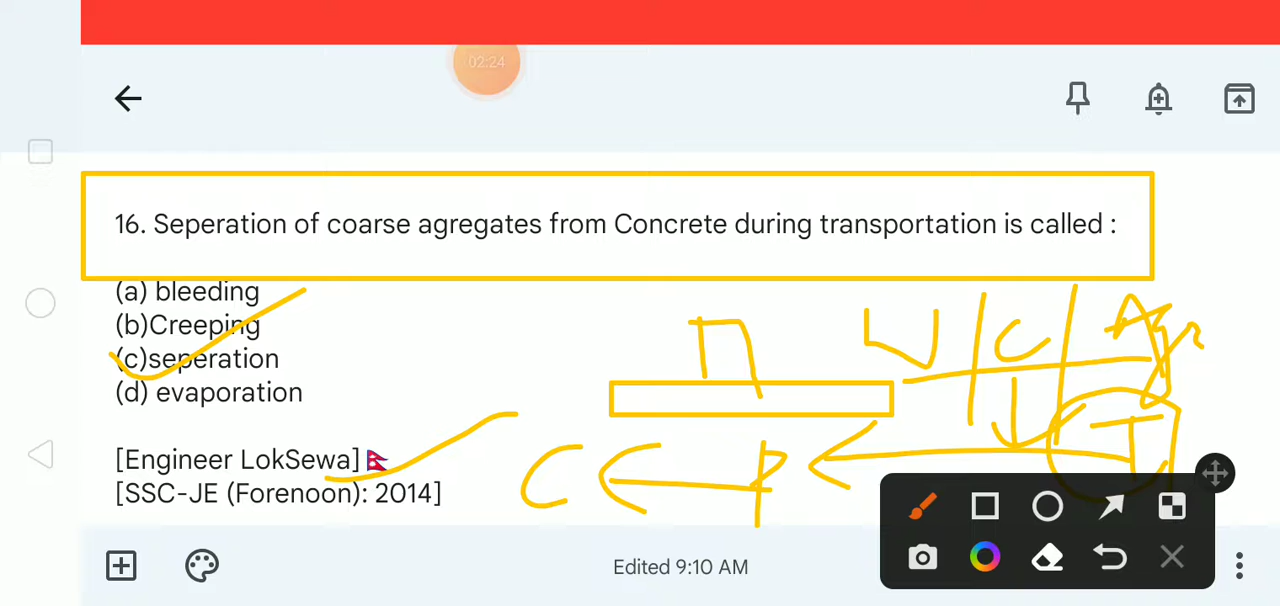 02:24
16. Seperation of coarse agregates from Concrete during transportation is called :
(a) bleeding
(b)Creeping
(c)seperation
(d) evaporation
W C Agr
T
C P
[Engineer LokSewa]🇳🇵
[SSC-JE (Forenoon): 2014]
Edited 9:10 AM